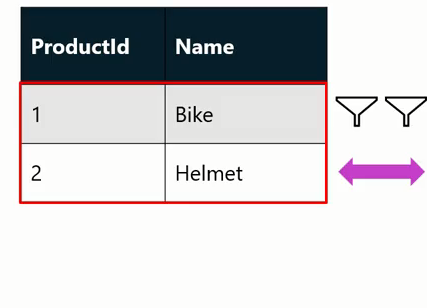 ProductId Name
1 Bike
2 Helmet